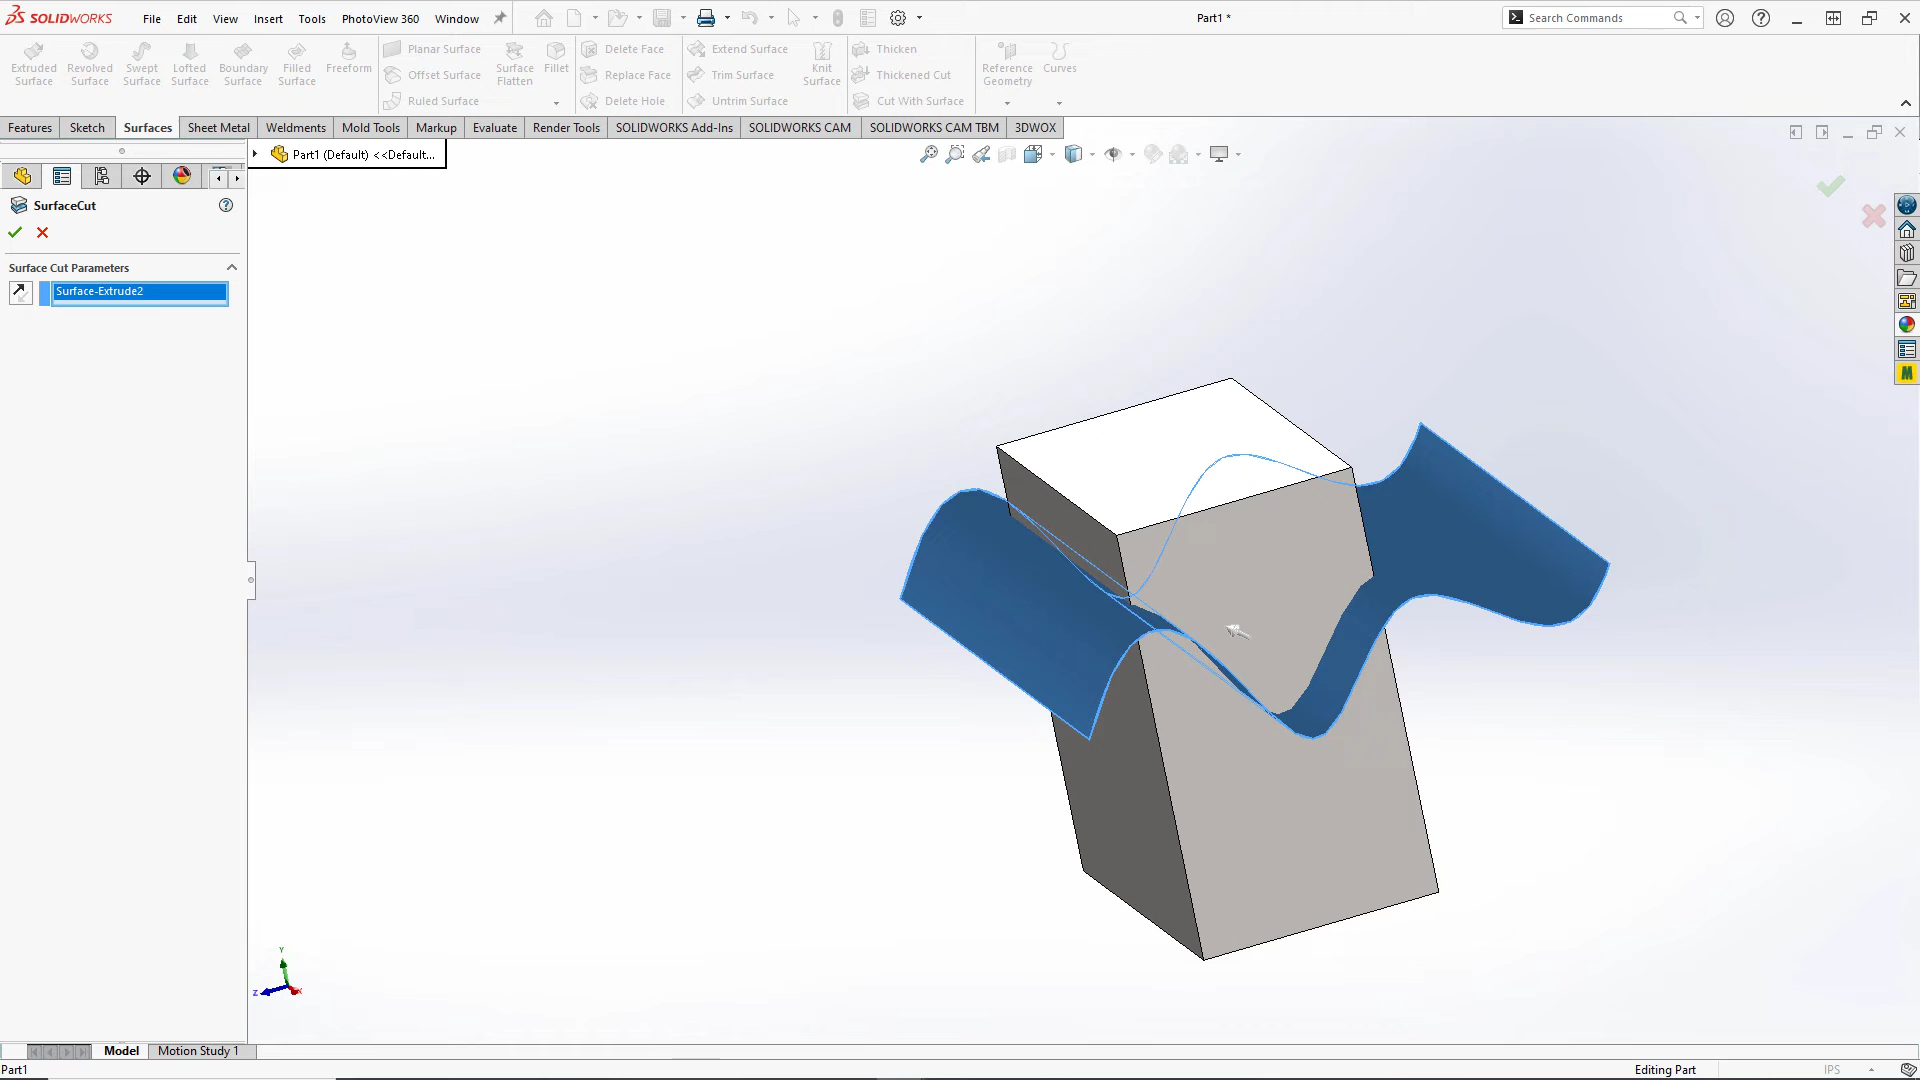 SOLIDWORKS File Edit View Insert Tools PhotoView 360 Window Part1 * Search Commands
Extruded Surface
Revolved Surface
Swept Surface
Lofted Surface
Boundary Surface
Filled Surface
Freeform
Planar Surface
Offset Surface
Ruled Surface
Surface Flatten
Fillet
Delete Face
Replace Face
Delete Hole
Extend Surface
Trim Surface
Untrim Surface
Knit Surface
Thicken
Thickened Cut
Cut With Surface
Reference Geometry
Curves
Features Sketch Surfaces Sheet Metal Weldments Mold Tools Markup Evaluate Render Tools SOLIDWORKS Add-Ins SOLIDWORKS CAM SOLIDWORKS CAM TBM 3DWOX
Part1 (Default) <<Default...
SurfaceCut
Surface Cut Parameters
Surface-Extrude2
M
Y
Z
X
Model Motion Study 1
Part1 Editing Part IPS